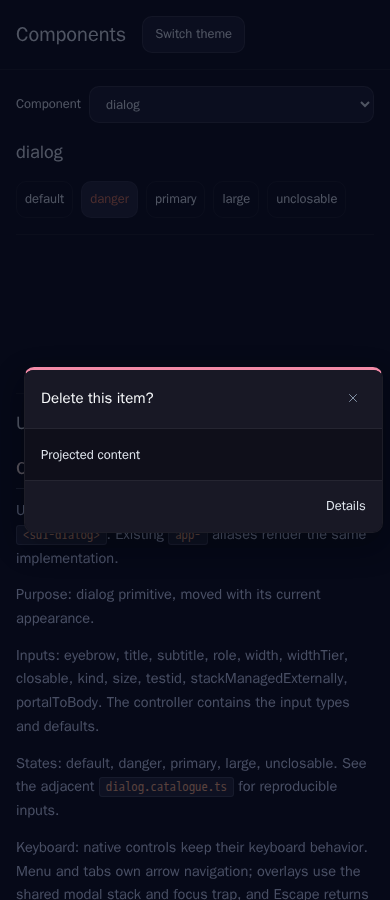 Components Switch theme
Component dialog
dialog
default danger primary large unclosable
Delete this item?
Projected content
Details
<sui-dialog>. Existing app- aliases render the same
implementation.
Purpose: dialog primitive, moved with its current
appearance.
Inputs: eyebrow, title, subtitle, role, width, widthTier,
closable, kind, size, testid, stackManagedExternally,
portalToBody. The controller contains the input types
and defaults.
States: default, danger, primary, large, unclosable. See
the adjacent dialog.catalogue.ts for reproducible
inputs.
Keyboard: native controls keep their keyboard behavior.
Menu and tabs own arrow navigation; overlays use the
shared modal stack and focus trap, and Escape returns